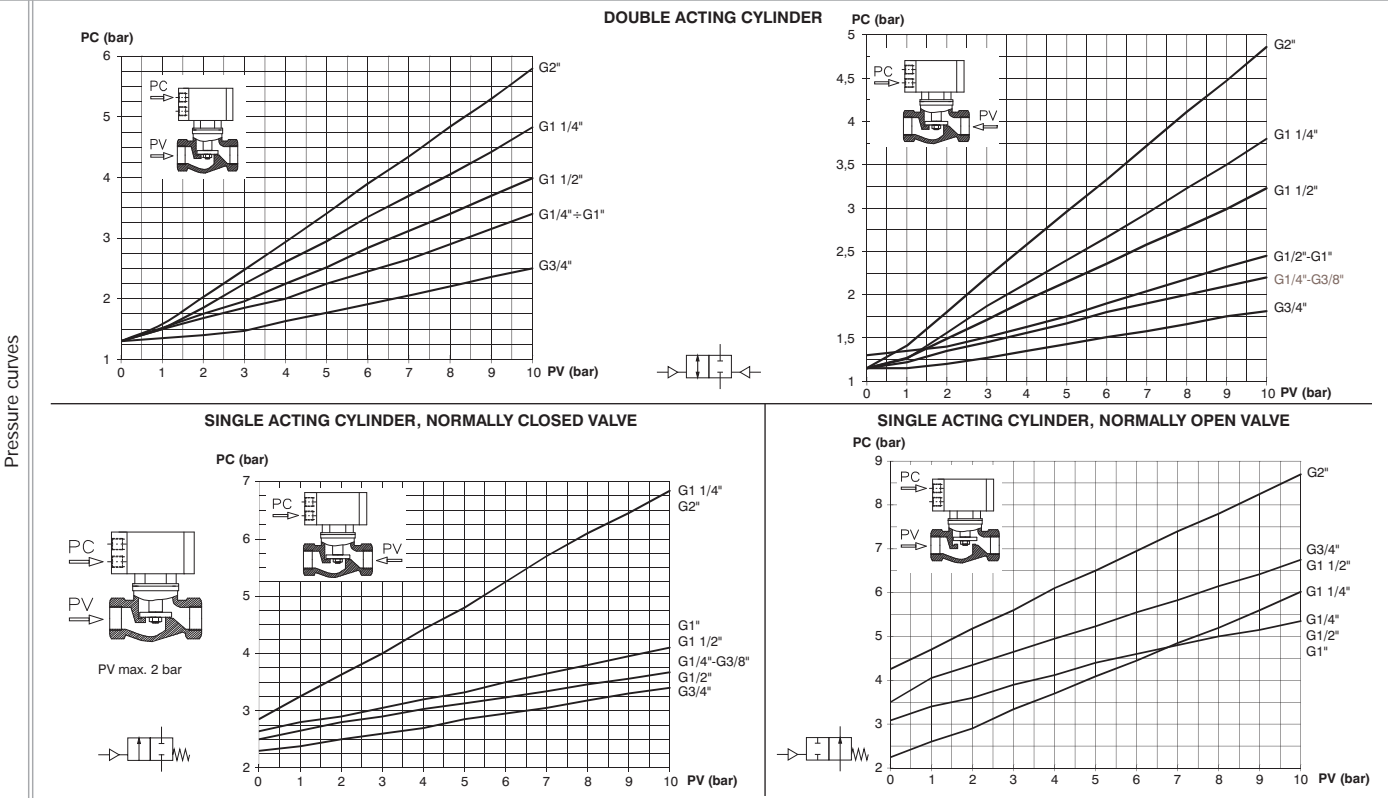 Pressure curves
DOUBLE ACTING CYLINDER
PC (bar)
6
5
4
3
2
1
PC
PV
G2"
G1 1/4"
G1 1/2"
G1/4"÷G1"
G3/4"
0 1 2 3 4 5 6 7 8 9 10 PV (bar)
PC (bar)
5
4,5
4
3,5
3
2,5
2
1,5
1
PC
PV
G2"
G1 1/4"
G1 1/2"
G1/2"-G1"
G1/4"-G3/8"
G3/4"
0 1 2 3 4 5 6 7 8 9 10 PV (bar)
SINGLE ACTING CYLINDER, NORMALLY CLOSED VALVE
PC
PV
PV max. 2 bar
PC (bar)
7
6
5
4
3
2
PC
PV
G1 1/4"
G2"
G1"
G1 1/2"
G1/4"-G3/8"
G1/2"
G3/4"
0 1 2 3 4 5 6 7 8 9 10 PV (bar)
SINGLE ACTING CYLINDER, NORMALLY OPEN VALVE
PC (bar)
9
8
7
6
5
4
3
2
PC
PV
G2"
G3/4"
G1 1/2"
G1 1/4"
G1/4"
G1/2"
G1"
0 1 2 3 4 5 6 7 8 9 10 PV (bar)